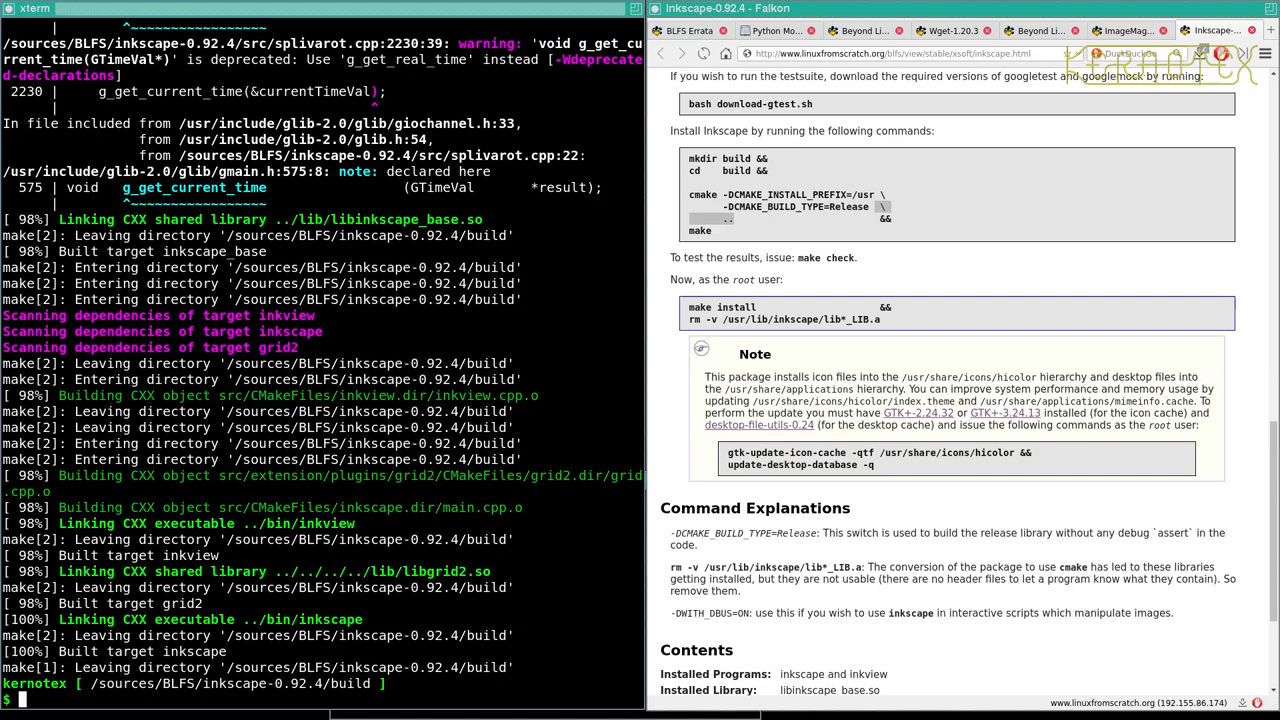 xterm
|          ^~~~~~~~~~~~~~~~~~
/sources/BLFS/inkscape-0.92.4/src/splivarot.cpp:2230:39: warning: 'void g_get_cu
rrent_time(GTimeVal*)' is deprecated: Use 'g_get_real_time' instead [-Wdeprecate
d-declarations]
2230 |     g_get_current_time(&currentTimeVal);
|                                       ^
In file included from /usr/include/glib-2.0/glib/giochannel.h:33,
from /usr/include/glib-2.0/glib.h:54,
from /sources/BLFS/inkscape-0.92.4/src/splivarot.cpp:22:
/usr/include/glib-2.0/glib/gmain.h:575:8: note: declared here
575 | void   g_get_current_time                 (GTimeVal       *result);
|          ^~~~~~~~~~~~~~~~~~
[ 98%] Linking CXX shared library ../lib/libinkscape_base.so
make[2]: Leaving directory '/sources/BLFS/inkscape-0.92.4/build'
[ 98%] Built target inkscape_base
make[2]: Entering directory '/sources/BLFS/inkscape-0.92.4/build'
make[2]: Entering directory '/sources/BLFS/inkscape-0.92.4/build'
make[2]: Entering directory '/sources/BLFS/inkscape-0.92.4/build'
Scanning dependencies of target inkview
Scanning dependencies of target inkscape
Scanning dependencies of target grid2
make[2]: Leaving directory '/sources/BLFS/inkscape-0.92.4/build'
make[2]: Entering directory '/sources/BLFS/inkscape-0.92.4/build'
[ 98%] Building CXX object src/CMakeFiles/inkview.dir/inkview.cpp.o
make[2]: Leaving directory '/sources/BLFS/inkscape-0.92.4/build'
make[2]: Leaving directory '/sources/BLFS/inkscape-0.92.4/build'
make[2]: Entering directory '/sources/BLFS/inkscape-0.92.4/build'
make[2]: Entering directory '/sources/BLFS/inkscape-0.92.4/build'
[ 98%] Building CXX object src/extension/plugins/grid2/CMakeFiles/grid2.dir/grid
.cpp.o
[ 98%] Building CXX object src/CMakeFiles/inkscape.dir/main.cpp.o
[ 98%] Linking CXX executable ../bin/inkview
make[2]: Leaving directory '/sources/BLFS/inkscape-0.92.4/build'
[ 98%] Built target inkview
[ 98%] Linking CXX shared library ../../../../lib/libgrid2.so
make[2]: Leaving directory '/sources/BLFS/inkscape-0.92.4/build'
[ 98%] Built target grid2
[100%] Linking CXX executable ../bin/inkscape
make[2]: Leaving directory '/sources/BLFS/inkscape-0.92.4/build'
[100%] Built target inkscape
make[1]: Leaving directory '/sources/BLFS/inkscape-0.92.4/build'
kernotex [ /sources/BLFS/inkscape-0.92.4/build ]
$
Inkscape-0.92.4 - Falkon
BLFS Errata
Python Mo...
Beyond Li...
Wget-1.20.3
Beyond Li...
ImageMag...
Inkscape-...
http://www.linuxfromscratch.org/blfs/view/stable/xsoft/inkscape.html
DuckDuckGo
KERNOTEX
If you wish to run the testsuite, download the required versions of googletest and googlemock by running:
bash download-gtest.sh
Install Inkscape by running the following commands:
mkdir build &&
cd    build &&
cmake -DCMAKE_INSTALL_PREFIX=/usr \
-DCMAKE_BUILD_TYPE=Release  \
..                        &&
make
To test the results, issue: make check.
Now, as the root user:
make install                    &&
rm -v /usr/lib/inkscape/lib*_LIB.a
Note
This package installs icon files into the /usr/share/icons/hicolor hierarchy and desktop files into
the /usr/share/applications hierarchy. You can improve system performance and memory usage by
updating /usr/share/icons/hicolor/index.theme and /usr/share/applications/mimeinfo.cache. To
perform the update you must have GTK+-2.24.32 or GTK+-3.24.13 installed (for the icon cache) and
desktop-file-utils-0.24 (for the desktop cache) and issue the following commands as the root user:
gtk-update-icon-cache -qtf /usr/share/icons/hicolor &&
update-desktop-database -q
Command Explanations
-DCMAKE_BUILD_TYPE=Release: This switch is used to build the release library without any debug `assert` in the
code.
rm -v /usr/lib/inkscape/lib*_LIB.a: The conversion of the package to use cmake has led to these libraries
getting installed, but they are not usable (there are no header files to let a program know what they contain). So
remove them.
-DWITH_DBUS=ON: use this if you wish to use inkscape in interactive scripts which manipulate images.
Contents
Installed Programs: inkscape and inkview
Installed Library: libinkscape_base.so
www.linuxfromscratch.org (192.155.86.174)